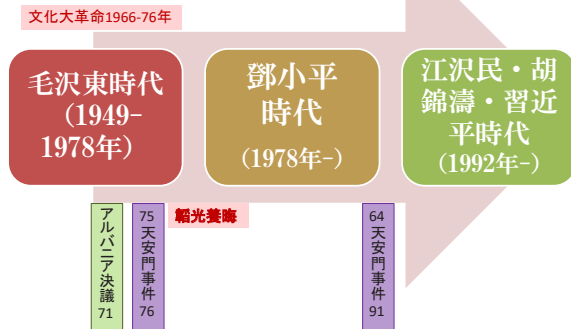 文化大革命1966-76年
毛沢東時代
(1949-
1978年)
鄧小平
時代
(1978年-)
江沢民・胡
錦濤・習近
平時代
(1992年-)
アルバニア決議
71
75
天安門事件
76
韜光養晦
64
天安門事件
91